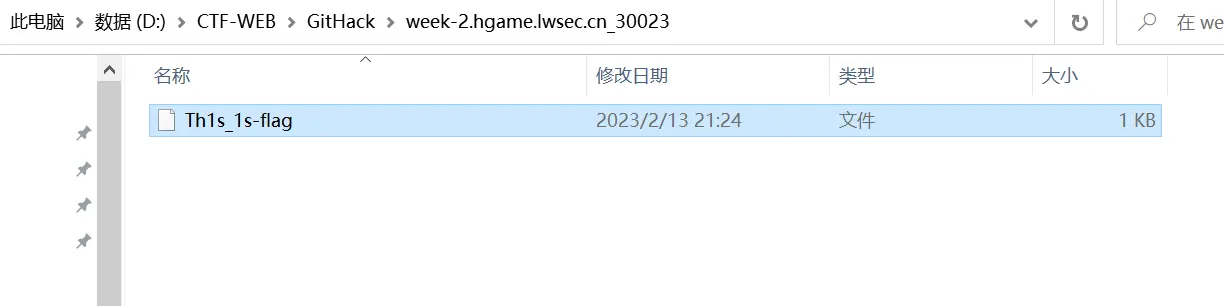 此电脑 > 数据 (D:) > CTF-WEB > GitHack > week-2.hgame.lwsec.cn_30023 在 we
名称 修改日期 类型 大小
Th1s_1s-flag 2023/2/13 21:24 文件 1 KB